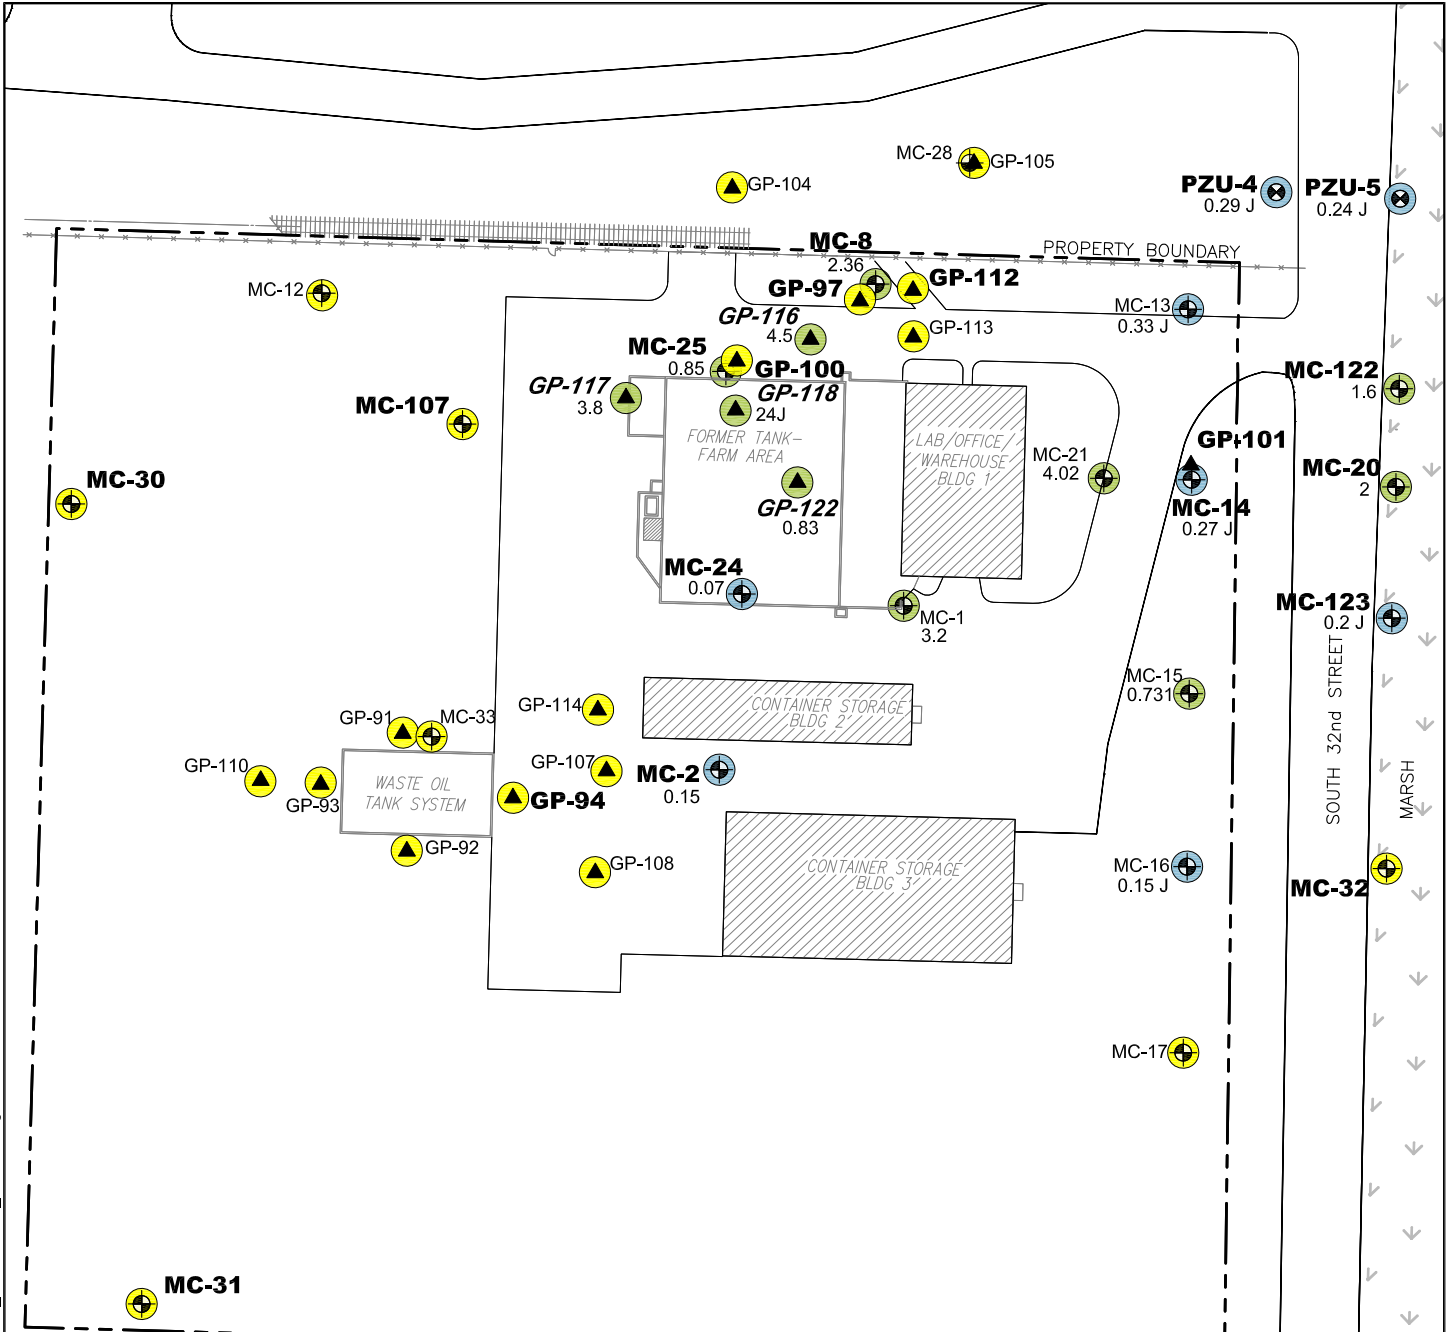 MC-28
GP-105
GP-104
PZU-4
0.29 J
PZU-5
0.24 J
MC-8
2.36
PROPERTY BOUNDARY
MC-12
GP-97
GP-112
MC-13
0.33 J
GP-116
4.5
GP-113
MC-25
0.85
GP-100
MC-122
1.6
GP-117
3.8
GP-118
24J
MC-107
FORMER TANK-
FARM AREA
LAB/OFFICE/
WAREHOUSE
BLDG 1
MC-21
4.02
GP-101
MC-20
2
MC-30
GP-122
0.83
MC-14
0.27 J
MC-24
0.07
MC-1
3.2
MC-123
0.2 J
MC-15
0.731
SOUTH 32nd STREET
MARSH
GP-114
CONTAINER STORAGE
BLDG 2
GP-91
MC-33
GP-110
GP-93
WASTE OIL
TANK SYSTEM
GP-107
MC-2
0.15
GP-94
GP-92
GP-108
CONTAINER STORAGE
BLDG 3
MC-16
0.15 J
MC-32
MC-17
MC-31